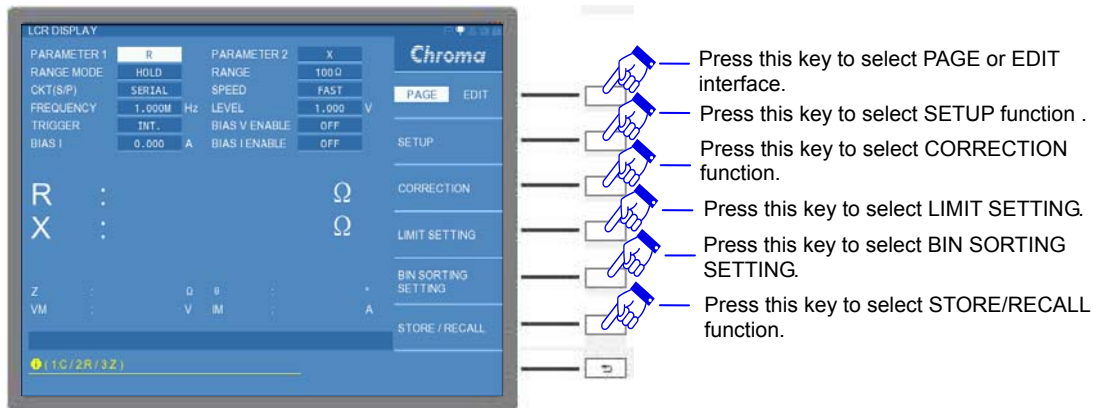 LCR DISPLAY
PARAMETER 1 R PARAMETER 2 X
RANGE MODE HOLD RANGE 100 Ω
CKT(S/P) SERIAL SPEED FAST
FREQUENCY 1.000M Hz LEVEL 1.000 V
TRIGGER INT. BIAS V ENABLE OFF
BIAS I 0.000 A BIAS I ENABLE OFF
R : Ω
X : Ω
Z : Ω θ : °
VM : V IM : A
(1:C/2:R/3:Z)
Chroma
PAGE EDIT
SETUP
CORRECTION
LIMIT SETTING
BIN SORTING
SETTING
STORE / RECALL
Press this key to select PAGE or EDIT
interface.
Press this key to select SETUP function .
Press this key to select CORRECTION
function.
Press this key to select LIMIT SETTING.
Press this key to select BIN SORTING
SETTING.
Press this key to select STORE/RECALL
function.